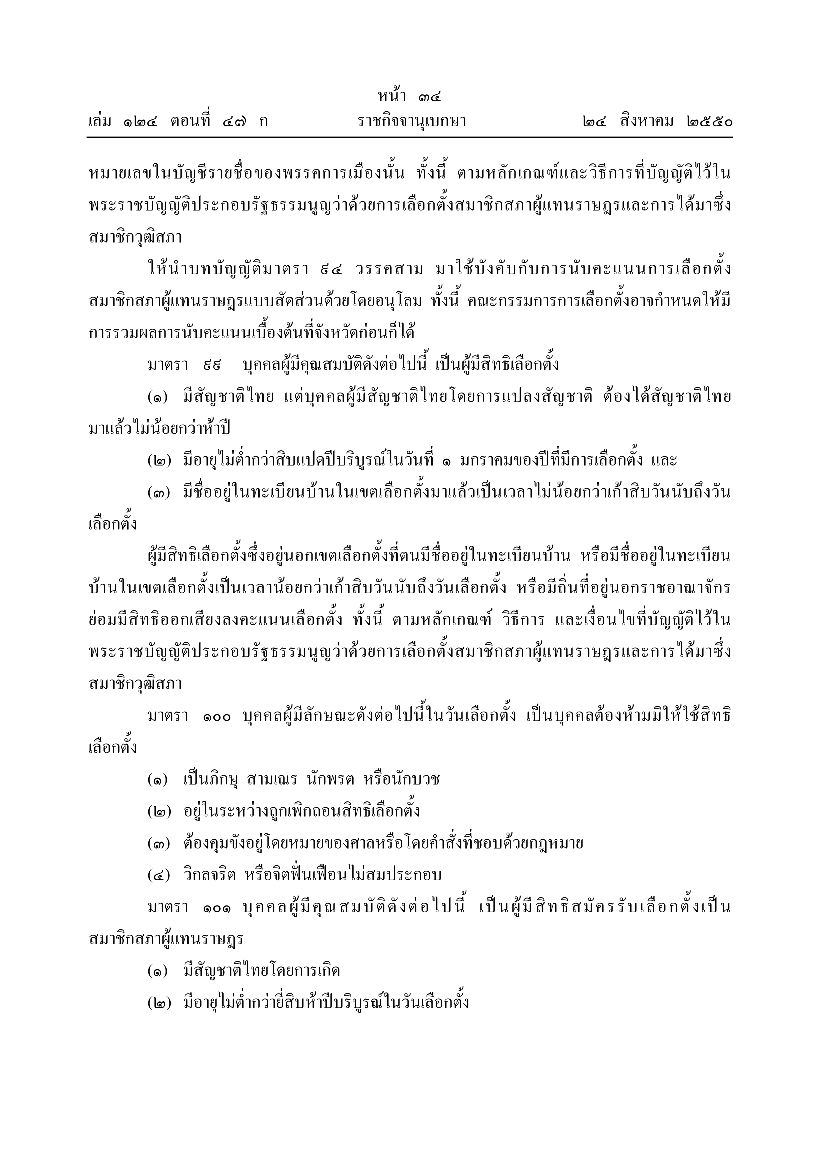 หน้า ๓๔
เล่ม ๑๒๔ ตอนที่ ๔๗ ก ราชกิจจานุเบกษา ๒๔ สิงหาคม ๒๕๕๐
หมายเลขในบัญชีรายชื่อของพรรคการเมืองนั้น ทั้งนี้ ตามหลักเกณฑ์และวิธีการที่บัญญัติไว้ใน
พระราชบัญญัติประกอบรัฐธรรมนูญว่าด้วยการเลือกตั้งสมาชิกสภาผู้แทนราษฎรและการได้มาซึ่ง
สมาชิกวุฒิสภา
ให้นำบทบัญญัติมาตรา ๙๔ วรรคสาม มาใช้บังคับกับการนับคะแนนการเลือกตั้ง
สมาชิกสภาผู้แทนราษฎรแบบสัดส่วนด้วยโดยอนุโลม ทั้งนี้ คณะกรรมการการเลือกตั้งอาจกำหนดให้มี
การรวมผลการนับคะแนนเบื้องต้นที่จังหวัดก่อนก็ได้
มาตรา ๙๙ บุคคลผู้มีคุณสมบัติดังต่อไปนี้ เป็นผู้มีสิทธิเลือกตั้ง
(๑) มีสัญชาติไทย แต่บุคคลผู้มีสัญชาติไทยโดยการแปลงสัญชาติ ต้องได้สัญชาติไทย
มาแล้วไม่น้อยกว่าห้าปี
(๒) มีอายุไม่ต่ำกว่าสิบแปดปีบริบูรณ์ในวันที่ ๑ มกราคมของปีที่มีการเลือกตั้ง และ
(๓) มีชื่ออยู่ในทะเบียนบ้านในเขตเลือกตั้งมาแล้วเป็นเวลาไม่น้อยกว่าเก้าสิบวันนับถึงวัน
เลือกตั้ง
ผู้มีสิทธิเลือกตั้งซึ่งอยู่นอกเขตเลือกตั้งที่ตนมีชื่ออยู่ในทะเบียนบ้าน หรือมีชื่ออยู่ในทะเบียน
บ้านในเขตเลือกตั้งเป็นเวลาน้อยกว่าเก้าสิบวันนับถึงวันเลือกตั้ง หรือมีถิ่นที่อยู่นอกราชอาณาจักร
ย่อมมีสิทธิออกเสียงลงคะแนนเลือกตั้ง ทั้งนี้ ตามหลักเกณฑ์ วิธีการ และเงื่อนไขที่บัญญัติไว้ใน
พระราชบัญญัติประกอบรัฐธรรมนูญว่าด้วยการเลือกตั้งสมาชิกสภาผู้แทนราษฎรและการได้มาซึ่ง
สมาชิกวุฒิสภา
มาตรา ๑๐๐ บุคคลผู้มีลักษณะดังต่อไปนี้ในวันเลือกตั้ง เป็นบุคคลต้องห้ามมิให้ใช้สิทธิ
เลือกตั้ง
(๑) เป็นภิกษุ สามเณร นักพรต หรือนักบวช
(๒) อยู่ในระหว่างถูกเพิกถอนสิทธิเลือกตั้ง
(๓) ต้องคุมขังอยู่โดยหมายของศาลหรือโดยคำสั่งที่ชอบด้วยกฎหมาย
(๔) วิกลจริต หรือจิตฟั่นเฟือนไม่สมประกอบ
มาตรา ๑๐๑ บุคคลผู้มีคุณสมบัติดังต่อไปนี้ เป็นผู้มีสิทธิสมัครรับเลือกตั้งเป็น
สมาชิกสภาผู้แทนราษฎร
(๑) มีสัญชาติไทยโดยการเกิด
(๒) มีอายุไม่ต่ำกว่ายี่สิบห้าปีบริบูรณ์ในวันเลือกตั้ง